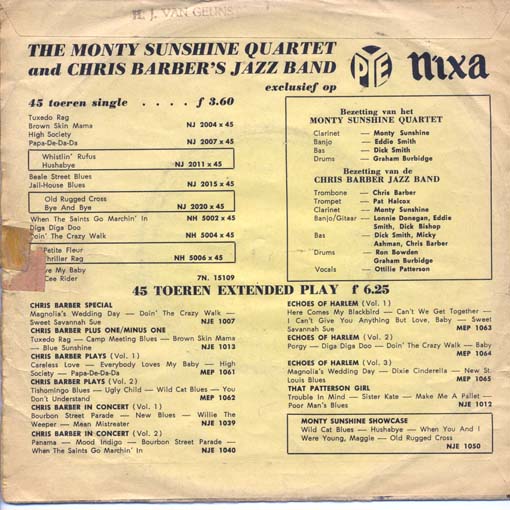 H. J. VAN GEUNS
THE MONTY SUNSHINE QUARTET
and CHRIS BARBER'S JAZZ BAND
exclusief op
PYE
nixa
45 toeren single . . . . f 3.60
Tuxedo Rag
Brown Skin Mama NJ 2004 x 45
High Society
Papa-De-Da-Da NJ 2007 x 45
Whistlin' Rufus
Hushabye NJ 2011 x 45
Beale Street Blues
Jail-House Blues NJ 2015 x 45
Old Rugged Cross
Bye And Bye NJ 2020 x 45
When The Saints Go Marchin' In NH 5002 x 45
Diga Diga Doo
Doin' The Crazy Walk NH 5004 x 45
Petite Fleur
Thriller Rag NH 5006 x 45
ve My Baby
Cee Rider 7N. 15109
Bezetting van het
MONTY SUNSHINE QUARTET
Clarinet — Monty Sunshine
Banjo — Eddie Smith
Bas — Dick Smith
Drums — Graham Burbidge
Bezetting van de
CHRIS BARBER JAZZ BAND
Trombone — Chris Barber
Trompet — Pat Halcox
Clarinet — Monty Sunshine
Banjo/Gitaar — Lonnie Donegan, Eddie
Smith, Dick Bishop
Bas — Dick Smith, Micky
Ashman, Chris Barber
Drums — Ron Bowden
Graham Burbidge
Vocals — Ottilie Patterson
45 TOEREN EXTENDED PLAY f 6.25
CHRIS BARBER SPECIAL
Magnolia's Wedding Day — Doin' The Crazy Walk —
Sweet Savannah Sue NJE 1007
CHRIS BARBER PLUS ONE/MINUS ONE
Tuxedo Rag — Camp Meeting Blues — Brown Skin Mama
— Blue Sunshine NJE 1013
CHRIS BARBER PLAYS (Vol. 1)
Careless Love — Everybody Loves My Baby — High
Society — Papa-De-Da-Da MEP 1061
CHRIS BARBER PLAYS (Vol. 2)
Tishomingo Blues — Ugly Child — Wild Cat Blues — You
Don't Understand MEP 1062
CHRIS BARBER IN CONCERT (Vol. 1)
Bourbon Street Parade — New Blues — Willie The
Weeper — Mean Mistreater NJE 1039
CHRIS BARBER IN CONCERT (Vol. 2)
Panama — Mood Indigo — Bourbon Street Parade —
When The Saints Go Marchin' In NJE 1040
ECHOES OF HARLEM (Vol. 1)
Here Comes My Blackbird — Can't We Get Together —
I Can't Give You Anything But Love, Baby — Sweet
Savannah Sue MEP 1063
ECHOES OF HARLEM (Vol. 2)
Porgy — Diga Diga Doo — Doin' The Crazy Walk — Baby
MEP 1064
ECHOES OF HARLEM (Vol. 3)
Magnolia's Wedding Day — Dixie Cinderella — New St.
Louis Blues MEP 1065
THAT PATTERSON GIRL
Trouble In Mind — Sister Kate — Make Me A Pallet —
Poor Man's Blues NJE 1012
MONTY SUNSHINE SHOWCASE
Wild Cat Blues — Hushabye — When You And I
Were Young, Maggie — Old Rugged Cross
NJE 1050